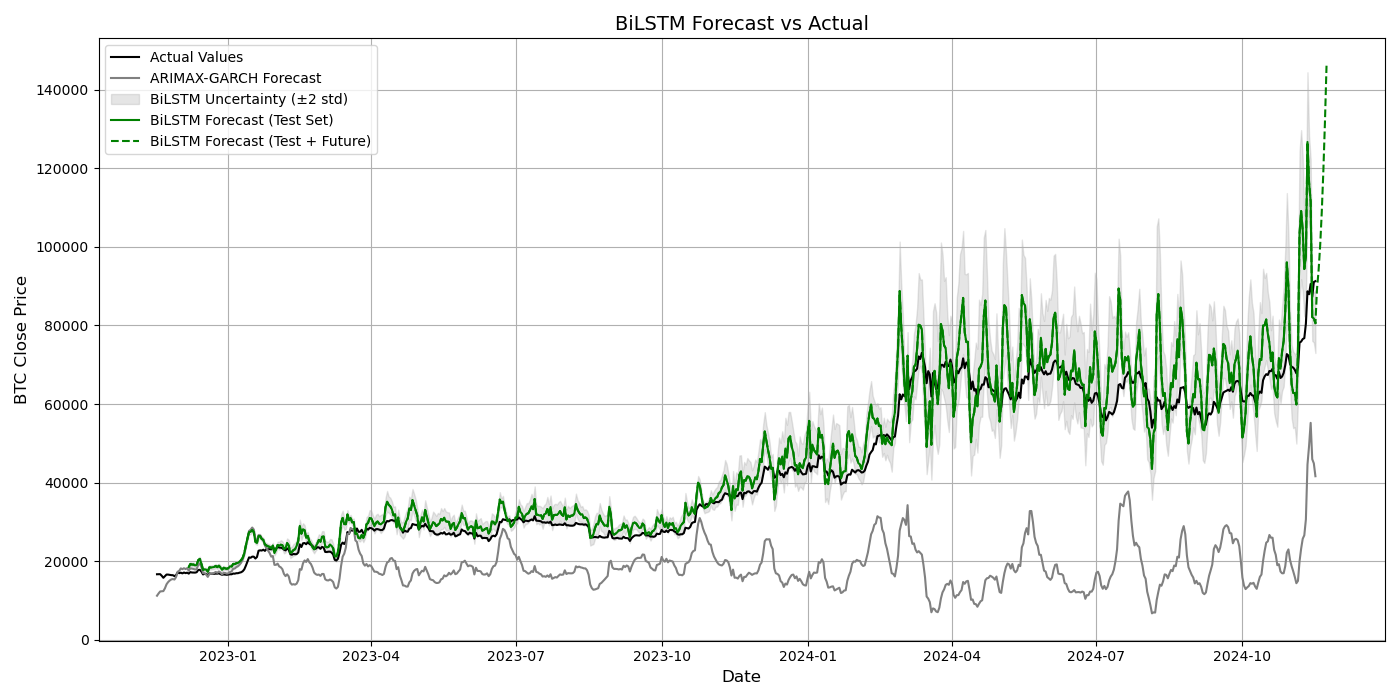 BiLSTM Forecast vs Actual
Actual Values
ARIMAX-GARCH Forecast
BiLSTM Uncertainty (±2 std)
BiLSTM Forecast (Test Set)
BiLSTM Forecast (Test + Future)
BTC Close Price
140000
120000
100000
80000
60000
40000
20000
0
2023-01 2023-04 2023-07 2023-10 2024-01 2024-04 2024-07 2024-10
Date